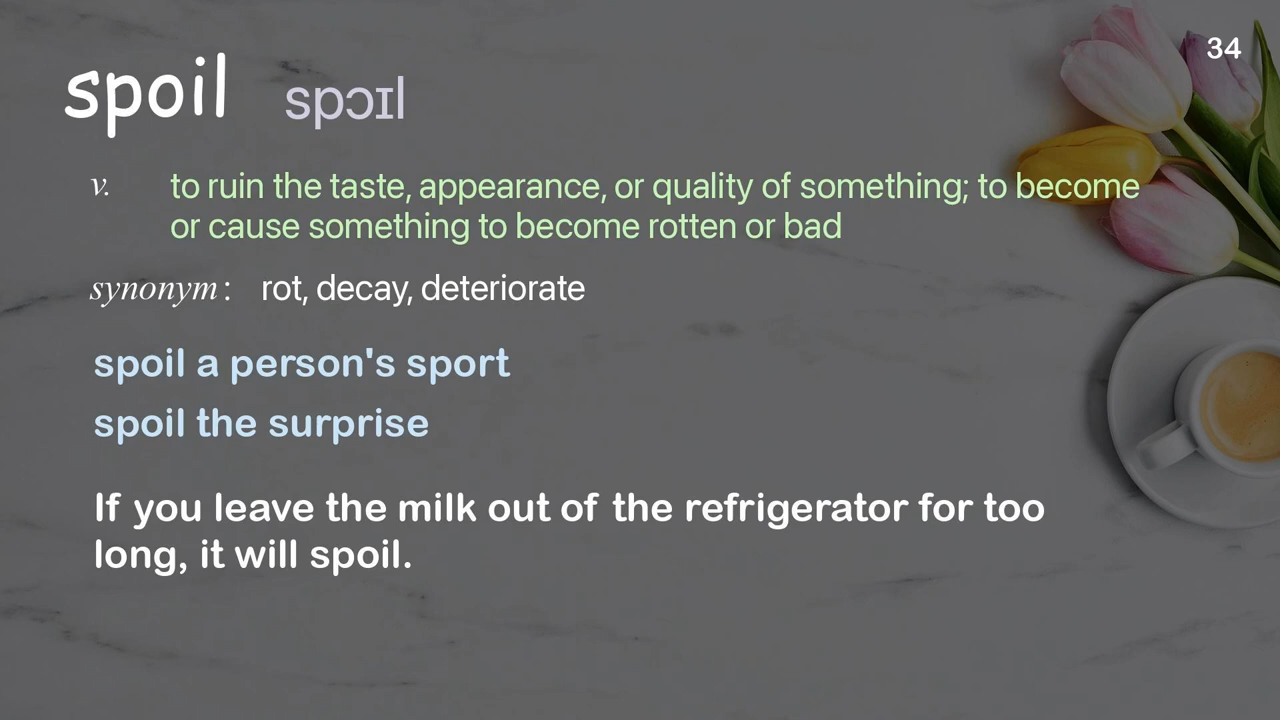 34
spoil spɔɪl
v. to ruin the taste, appearance, or quality of something; to become
or cause something to become rotten or bad
synonym: rot, decay, deteriorate
spoil a person's sport
spoil the surprise
If you leave the milk out of the refrigerator for too
long, it will spoil.